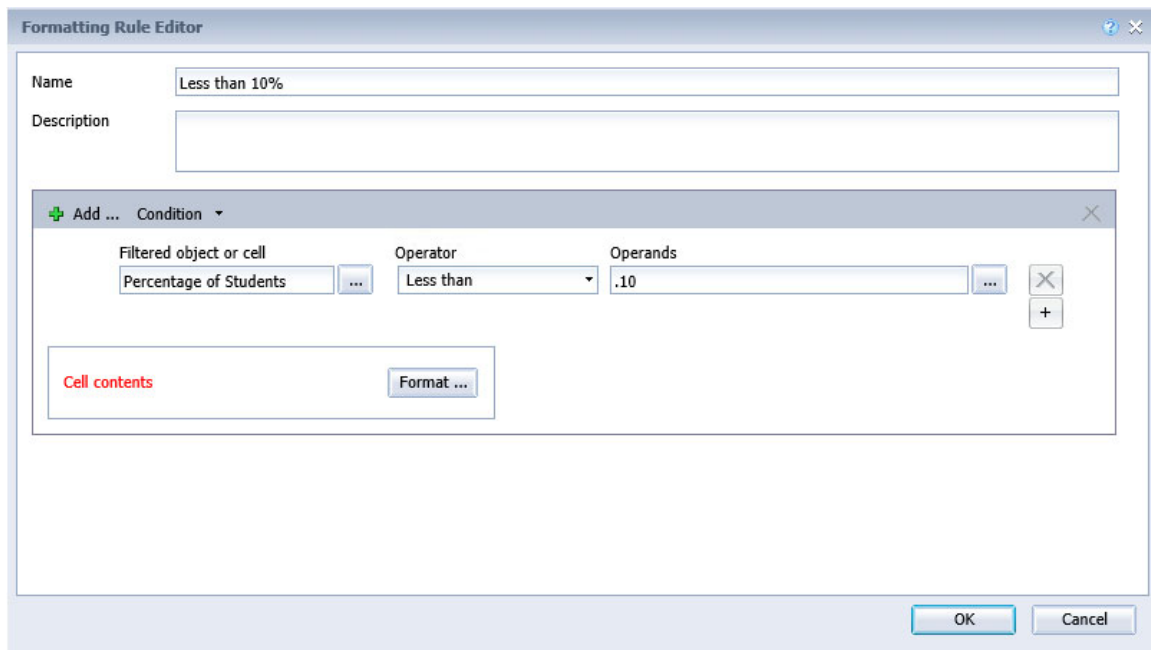 Formatting Rule Editor
Name Less than 10%
Description
Add ... Condition
Filtered object or cell Operator Operands
Percentage of Students ... Less than .10 ...
+
Cell contents Format ...
OK Cancel